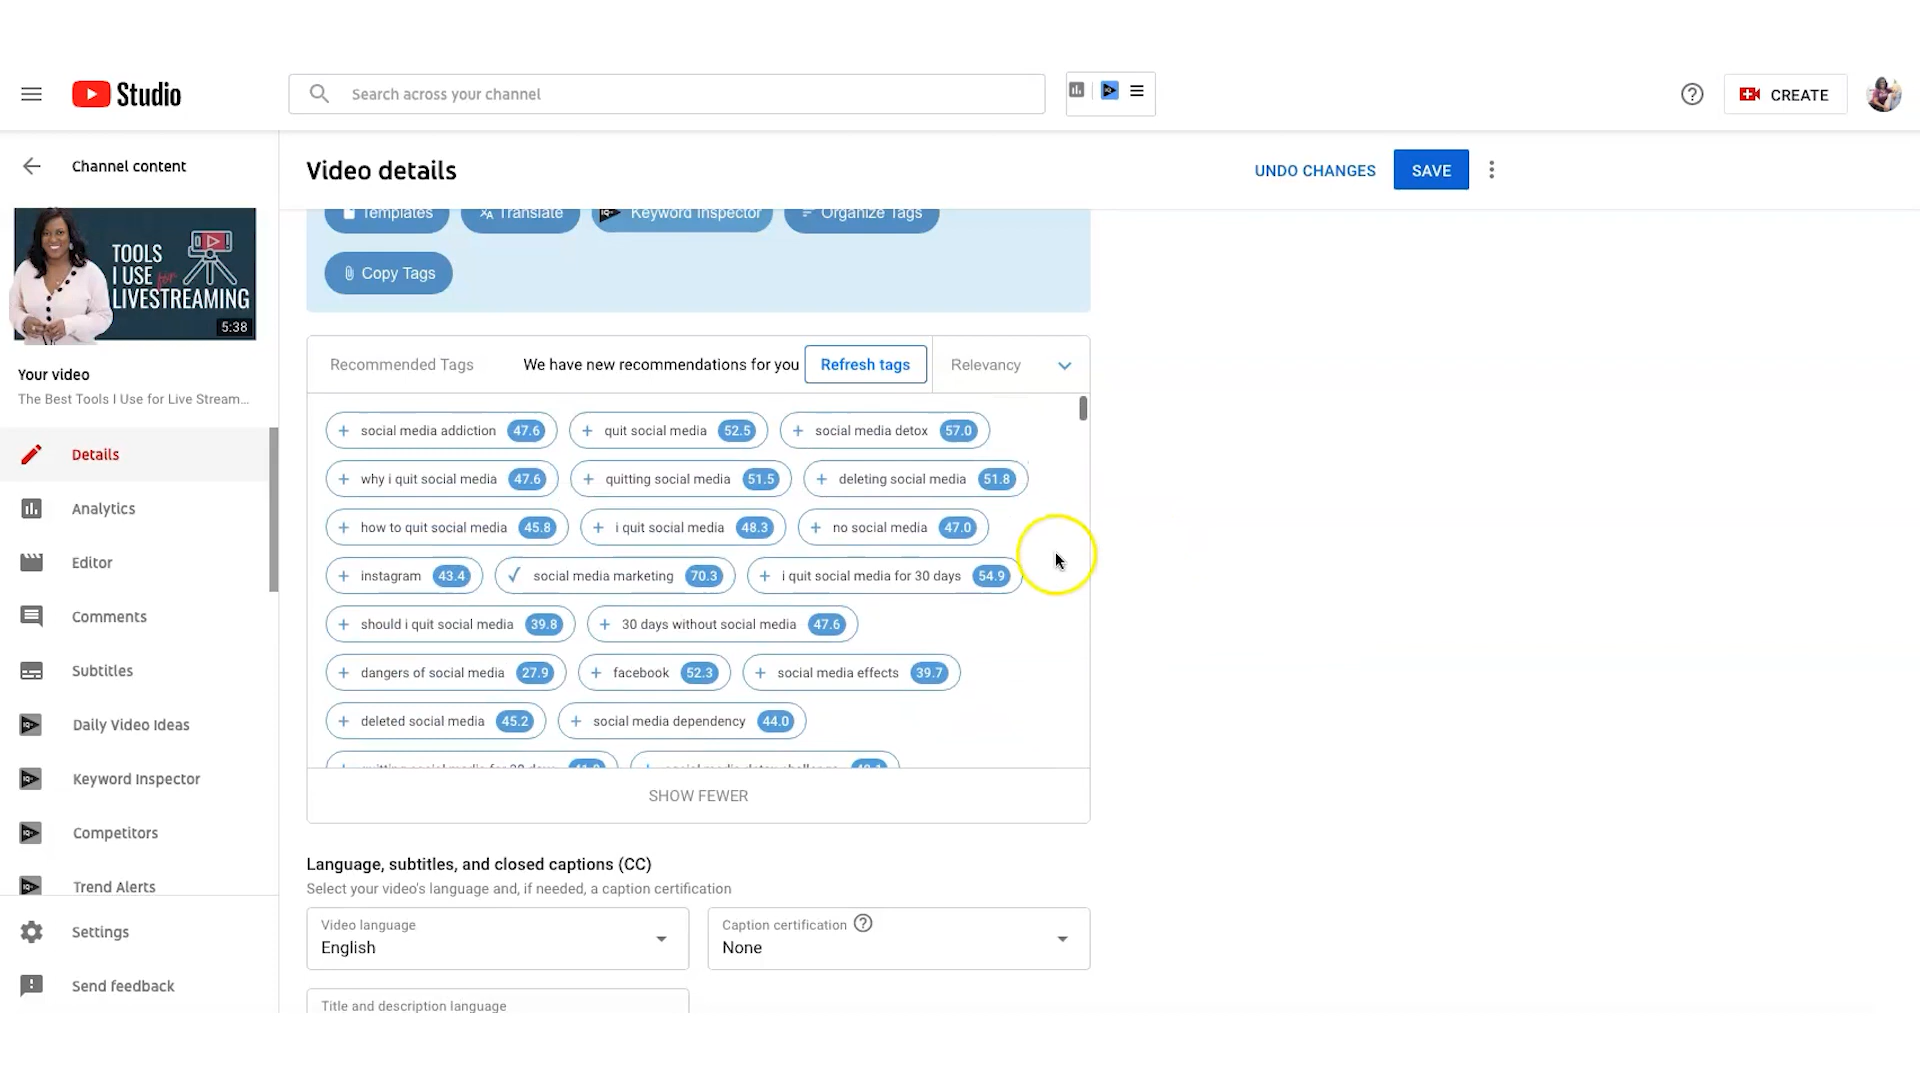 Studio
Search across your channel
CREATE
Channel content
Video details
UNDO CHANGES
SAVE
Templates
Translate
Keyword Inspector
Organize Tags
Copy Tags
TOOLS
I USE for
LIVESTREAMING
5:38
Your video
The Best Tools I Use for Live Stream...
Details
Analytics
Editor
Comments
Subtitles
Daily Video Ideas
Keyword Inspector
Competitors
Trend Alerts
Settings
Send feedback
Recommended Tags We have new recommendations for you Refresh tags Relevancy
+ social media addiction 47.6 + quit social media 52.5 + social media detox 57.0
+ why i quit social media 47.6 + quitting social media 51.5 + deleting social media 51.8
+ how to quit social media 45.8 + i quit social media 48.3 + no social media 47.0
+ instagram 43.4 ✓ social media marketing 70.3 + i quit social media for 30 days 54.9
+ should i quit social media 39.8 + 30 days without social media 47.6
+ dangers of social media 27.9 + facebook 52.3 + social media effects 39.7
+ deleted social media 45.2 + social media dependency 44.0
SHOW FEWER
Language, subtitles, and closed captions (CC)
Select your video's language and, if needed, a caption certification
Video language
English
Caption certification
None
Title and description language